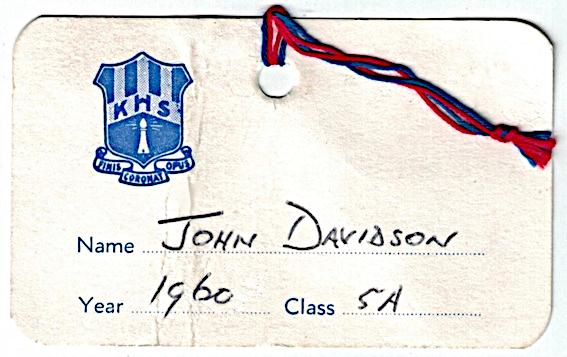 KHS
FINIS CORONAT OPUS
Name JOHN DAVIDSON
Year 1960 Class 5A